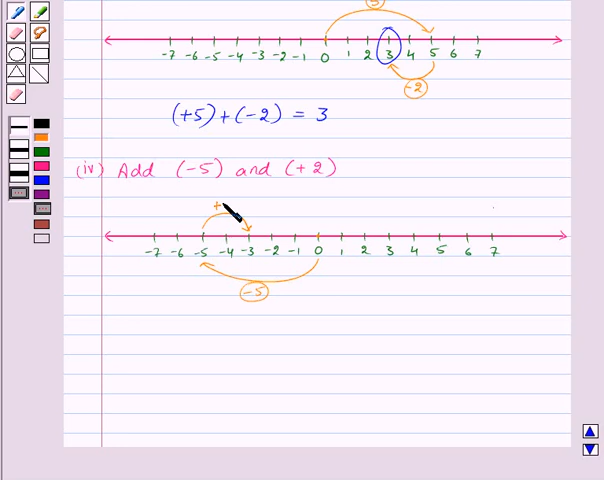 5
-7 -6 -5 -4 -3 -2 -1 0 1 2 3 4 5 6 7
-2
(+5) + (-2) = 3
(iv) Add (-5) and (+2)
+
-7 -6 -5 -4 -3 -2 -1 0 1 2 3 4 5 6 7
-5